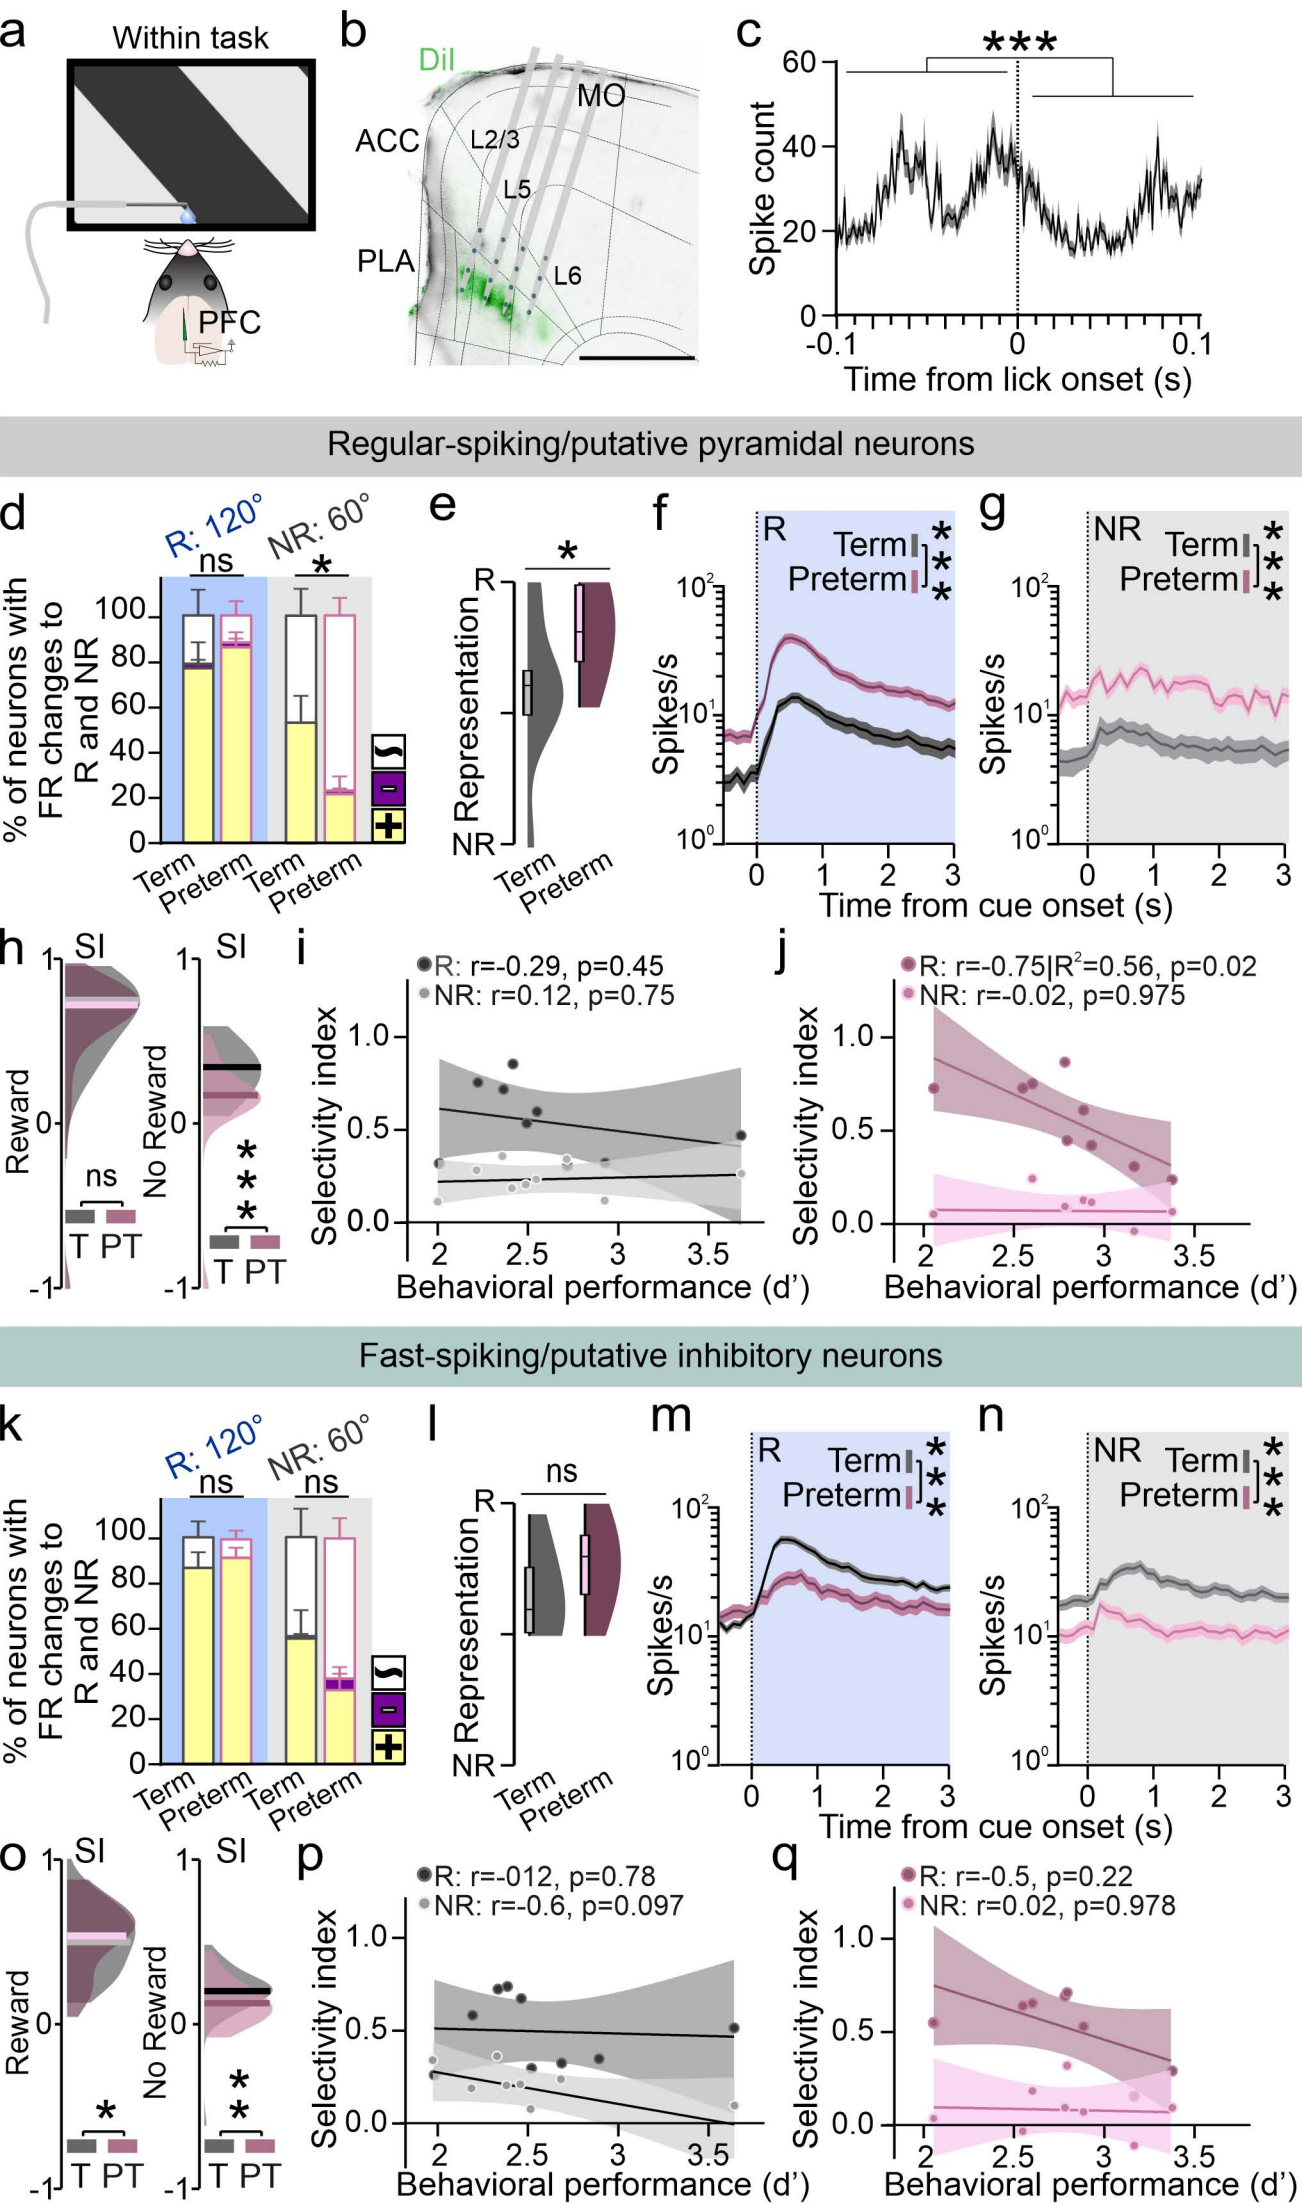 a
Within task
PFC
b
DiI
MO
ACC
L2/3
L5
PLA
L6
c
***
Spike count
60
40
20
0
-0.1
0
0.1
Time from lick onset (s)
Regular-spiking/putative pyramidal neurons
d
R: 120°
NR: 60°
ns
*
% of neurons with
FR changes to
R and NR
100
80
60
40
20
0
~
-
+
Term
Preterm
Term
Preterm
e
*
R
Representation
NR
Term
Preterm
f
R
Term
Preterm
***
Spikes/s
10²
10¹
10⁰
0
1
2
3
g
NR
Term
Preterm
***
Spikes/s
10²
10¹
10⁰
0
1
2
3
Time from cue onset (s)
h
SI
1
Reward
0
ns
T PT
-1
SI
1
No Reward
0
***
T PT
-1
i
R: r=-0.29, p=0.45
NR: r=0.12, p=0.75
Selectivity index
1.0
0.5
0.0
2
2.5
3
3.5
Behavioral performance (d’)
j
R: r=-0.75|R²=0.56, p=0.02
NR: r=-0.02, p=0.975
Selectivity index
1.0
0.5
0.0
2
2.5
3
3.5
Behavioral performance (d’)
Fast-spiking/putative inhibitory neurons
k
R: 120°
NR: 60°
ns
ns
% of neurons with
FR changes to
R and NR
100
80
60
40
20
0
~
-
+
Term
Preterm
Term
Preterm
l
ns
R
Representation
NR
Term
Preterm
m
R
Term
Preterm
***
Spikes/s
10²
10¹
10⁰
0
1
2
3
n
NR
Term
Preterm
***
Spikes/s
10²
10¹
10⁰
0
1
2
3
Time from cue onset (s)
o
SI
1
Reward
0
*
T PT
-1
SI
1
No Reward
0
**
T PT
-1
p
R: r=-012, p=0.78
NR: r=-0.6, p=0.097
Selectivity index
1.0
0.5
0.0
2
2.5
3
3.5
Behavioral performance (d’)
q
R: r=-0.5, p=0.22
NR: r=0.02, p=0.978
Selectivity index
1.0
0.5
0.0
2
2.5
3
3.5
Behavioral performance (d’)